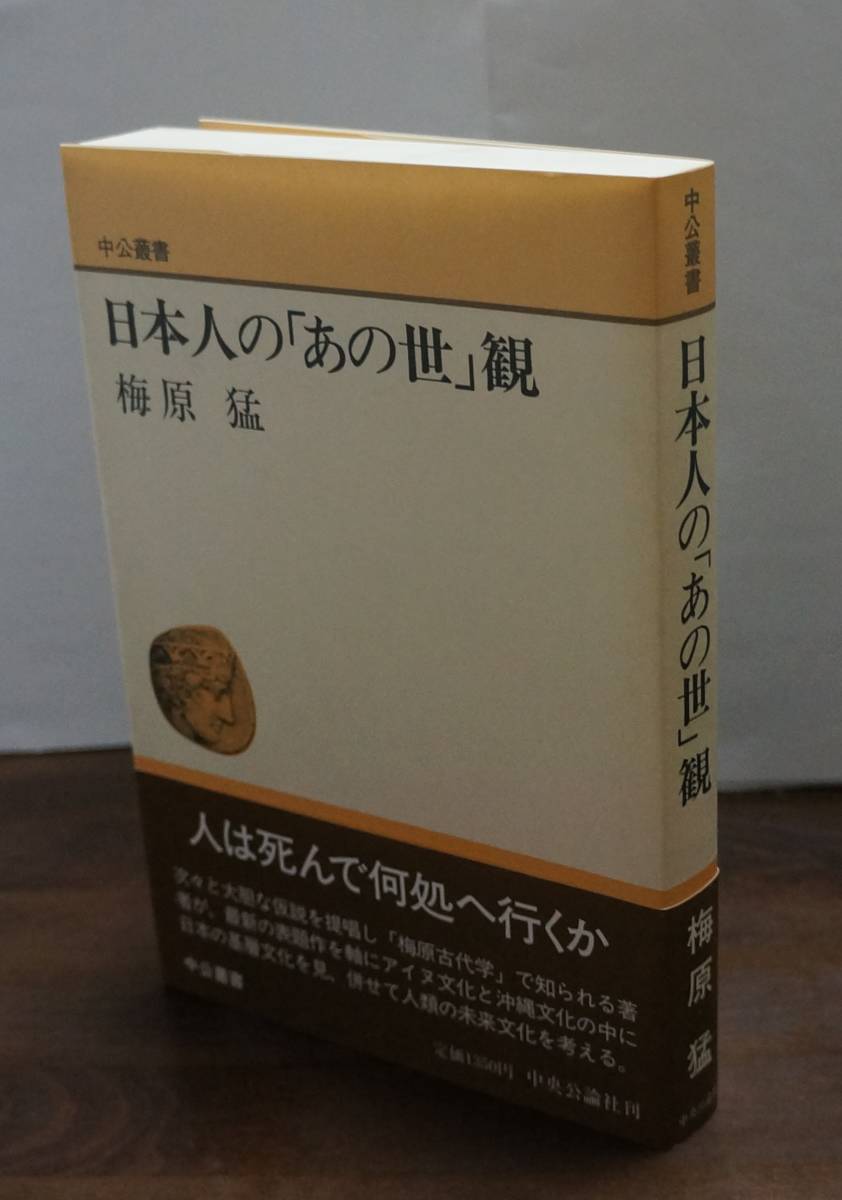 中公叢書
日本人の「あの世」観
梅原 猛
人は死んで何処へ行くか
次々と大胆な仮説を提唱し「梅原古代学」で知られる著
者が、最新の表題作を軸にアイヌ文化と沖縄文化の中に
日本の基層文化を見、併せて人類の未来文化を考える。
中公叢書
定価1350円 中央公論社刊
中公叢書
日本人の「あの世」観
梅原 猛